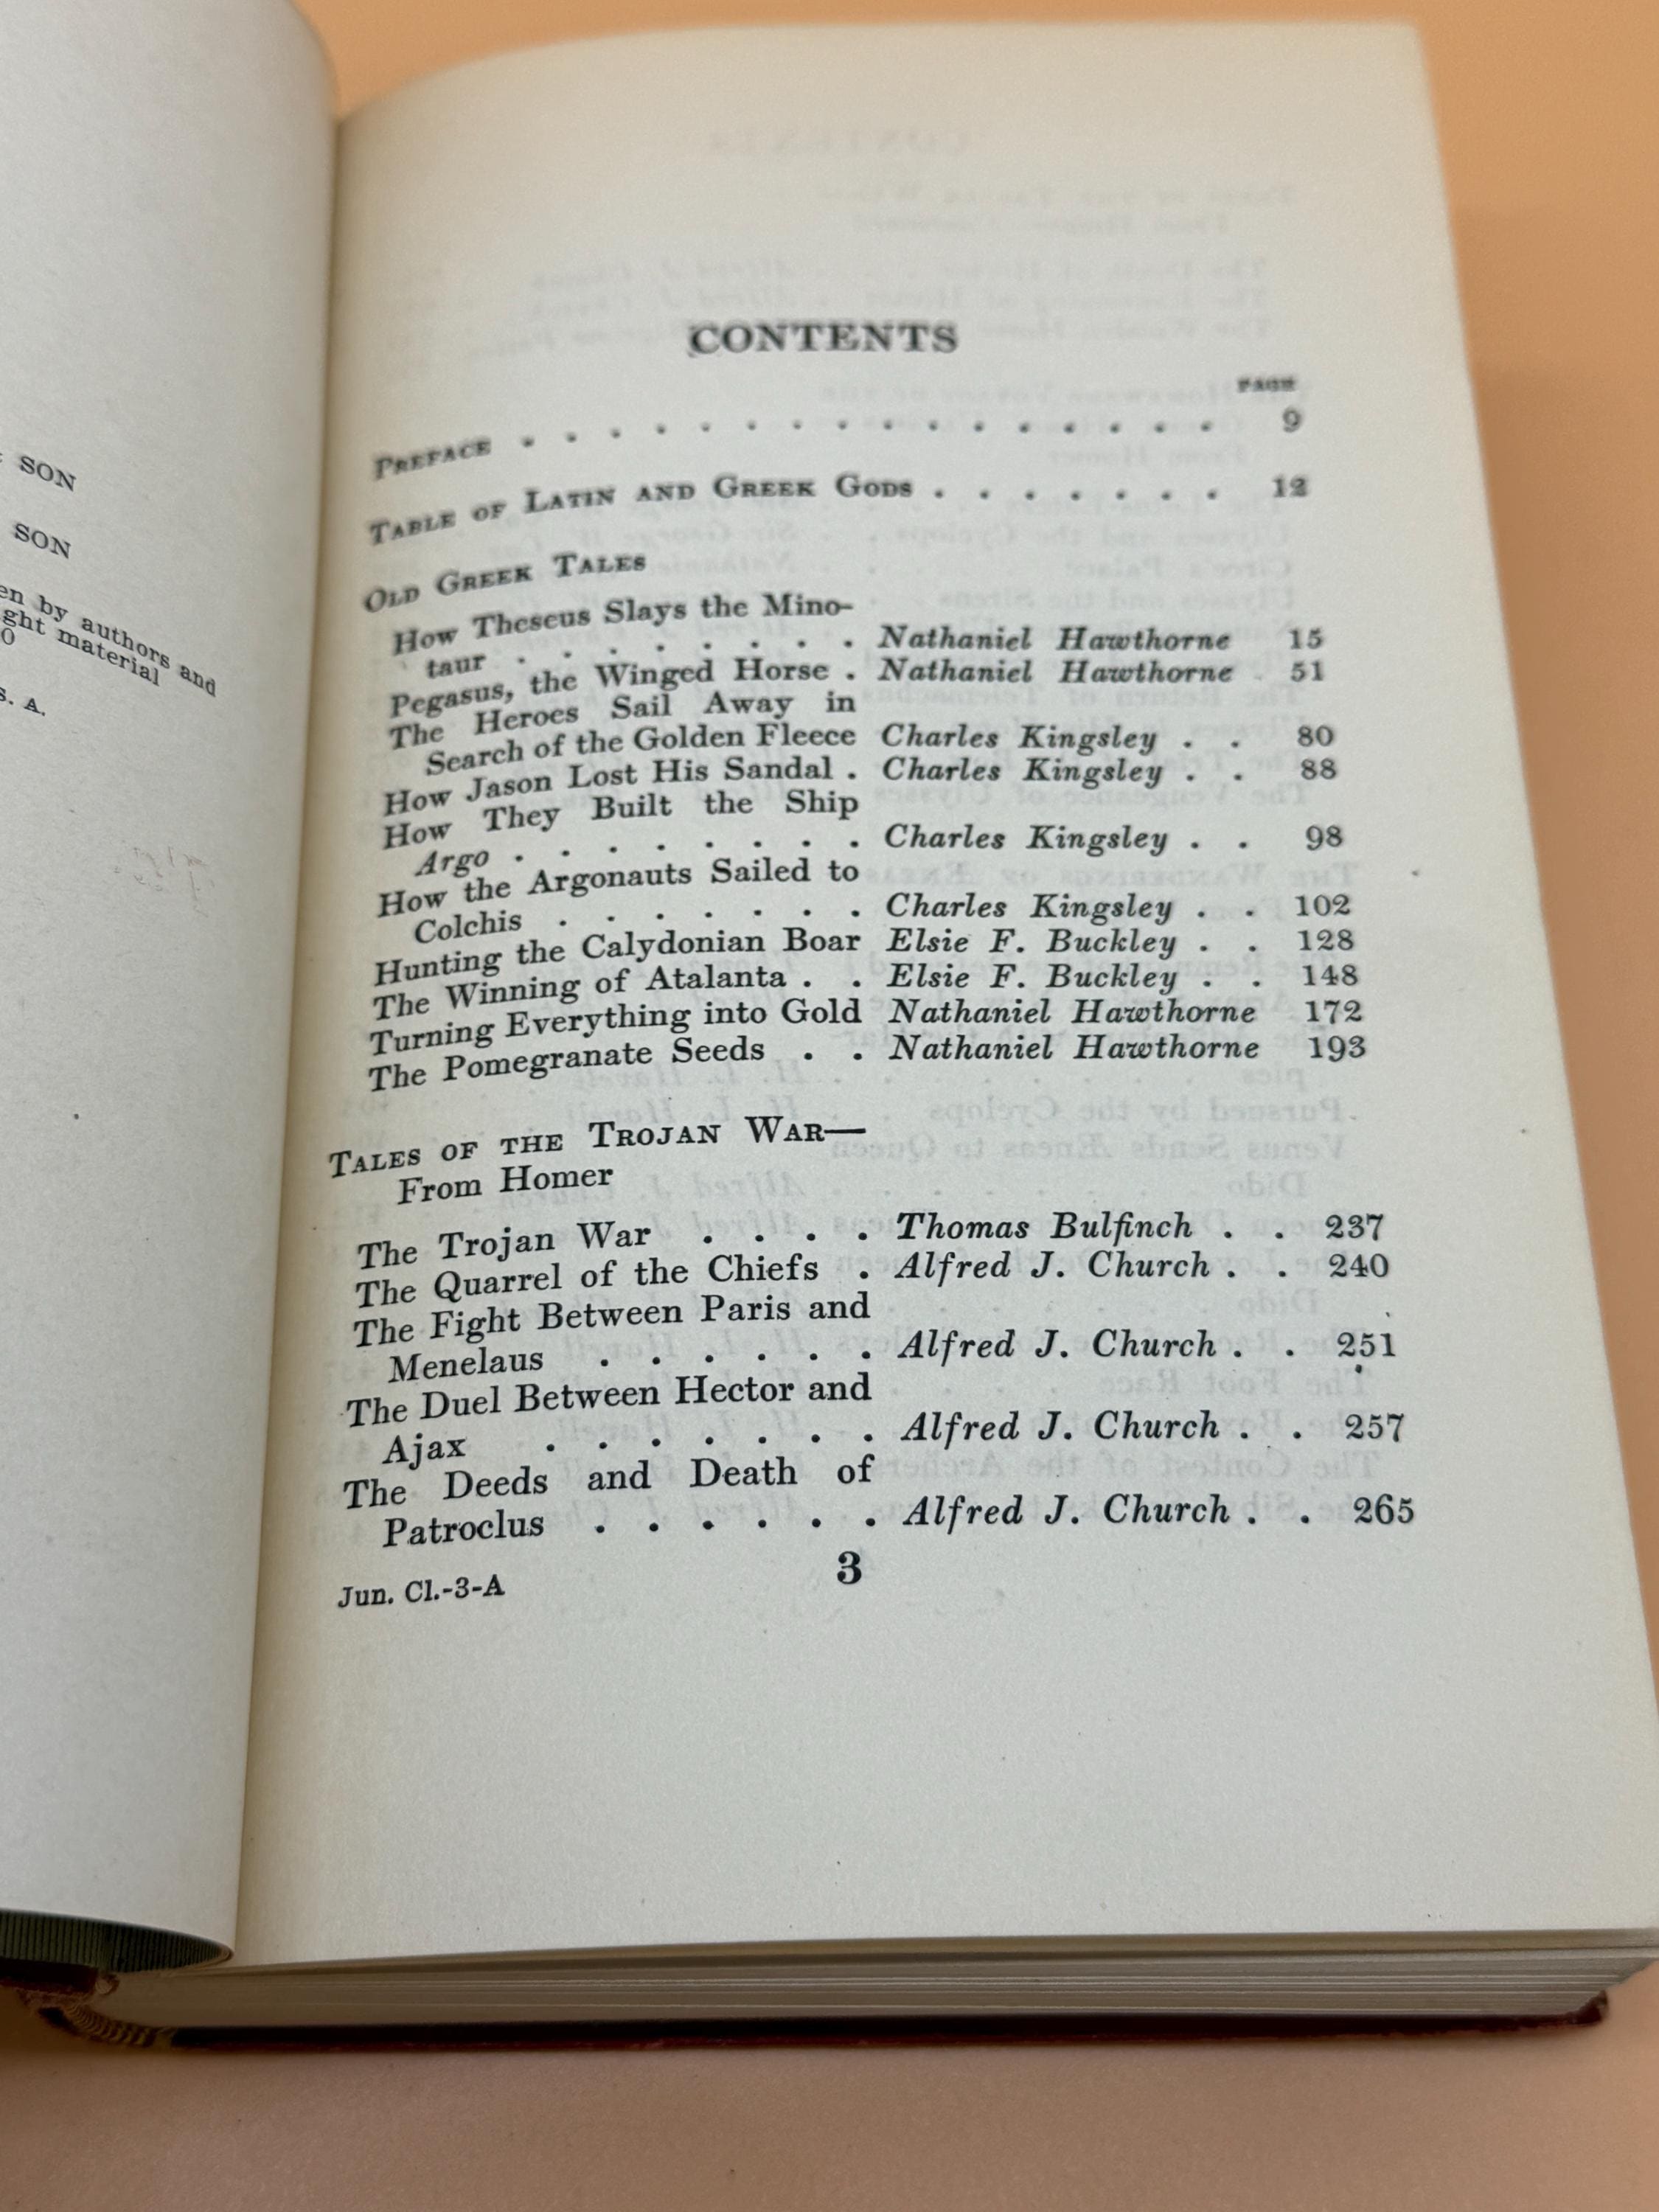 SON
SON
en by authors and
ght material
0
S. A.
CONTENTS
PAGE
PREFACE . . . . . . . . . . . . . . . . 9
TABLE OF LATIN AND GREEK GODS . . . . . . . 12
OLD GREEK TALES
How Theseus Slays the Mino-
taur . . . . . . . . Nathaniel Hawthorne 15
Pegasus, the Winged Horse . Nathaniel Hawthorne 51
The Heroes Sail Away in
Search of the Golden Fleece Charles Kingsley . . 80
How Jason Lost His Sandal . Charles Kingsley . . 88
How They Built the Ship
Argo . . . . . . . . Charles Kingsley . . 98
How the Argonauts Sailed to
Colchis . . . . . . . Charles Kingsley . . 102
Hunting the Calydonian Boar Elsie F. Buckley . . 128
The Winning of Atalanta . . Elsie F. Buckley . . 148
Turning Everything into Gold Nathaniel Hawthorne 172
The Pomegranate Seeds . . Nathaniel Hawthorne 193
TALES OF THE TROJAN WAR—
From Homer
The Trojan War . . . . Thomas Bulfinch . . 237
The Quarrel of the Chiefs . Alfred J. Church . . 240
The Fight Between Paris and
Menelaus . . . . . . Alfred J. Church . . 251
The Duel Between Hector and
Ajax . . . . . . . Alfred J. Church . . 257
The Deeds and Death of
Patroclus . . . . . . Alfred J. Church . . 265
3
Jun. Cl.-3-A